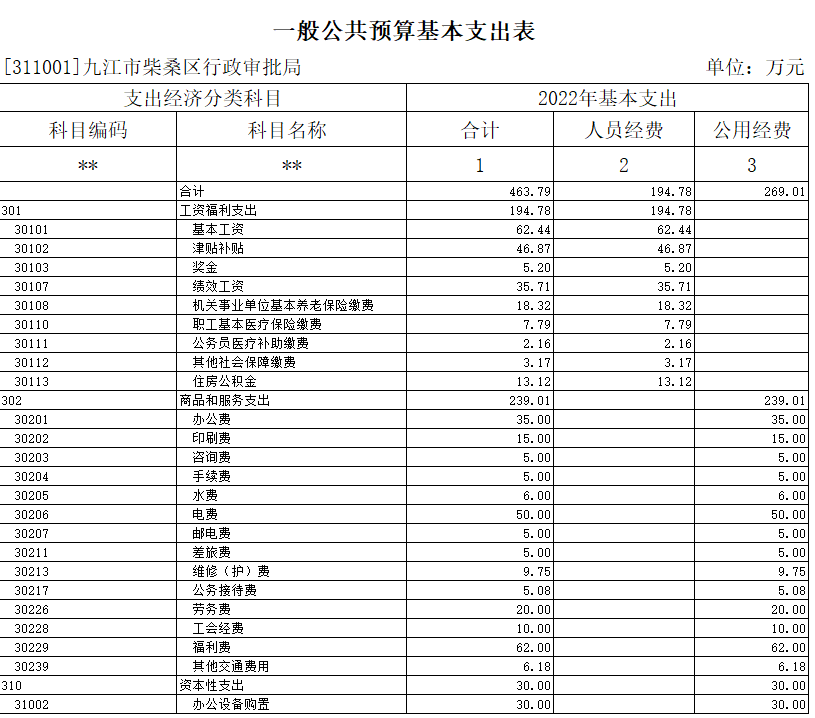 一般公共预算基本支出表
[311001]九江市柴桑区行政审批局 单位：万元
支出经济分类科目 2022年基本支出
科目编码 科目名称 合计 人员经费 公用经费
** ** 1 2 3
合计 463.79 194.78 269.01
301 工资福利支出 194.78 194.78
30101 基本工资 62.44 62.44
30102 津贴补贴 46.87 46.87
30103 奖金 5.20 5.20
30107 绩效工资 35.71 35.71
30108 机关事业单位基本养老保险缴费 18.32 18.32
30110 职工基本医疗保险缴费 7.79 7.79
30111 公务员医疗补助缴费 2.16 2.16
30112 其他社会保障缴费 3.17 3.17
30113 住房公积金 13.12 13.12
302 商品和服务支出 239.01 239.01
30201 办公费 35.00 35.00
30202 印刷费 15.00 15.00
30203 咨询费 5.00 5.00
30204 手续费 5.00 5.00
30205 水费 6.00 6.00
30206 电费 50.00 50.00
30207 邮电费 5.00 5.00
30211 差旅费 5.00 5.00
30213 维修（护）费 9.75 9.75
30217 公务接待费 5.08 5.08
30226 劳务费 20.00 20.00
30228 工会经费 10.00 10.00
30229 福利费 62.00 62.00
30239 其他交通费用 6.18 6.18
310 资本性支出 30.00 30.00
31002 办公设备购置 30.00 30.00